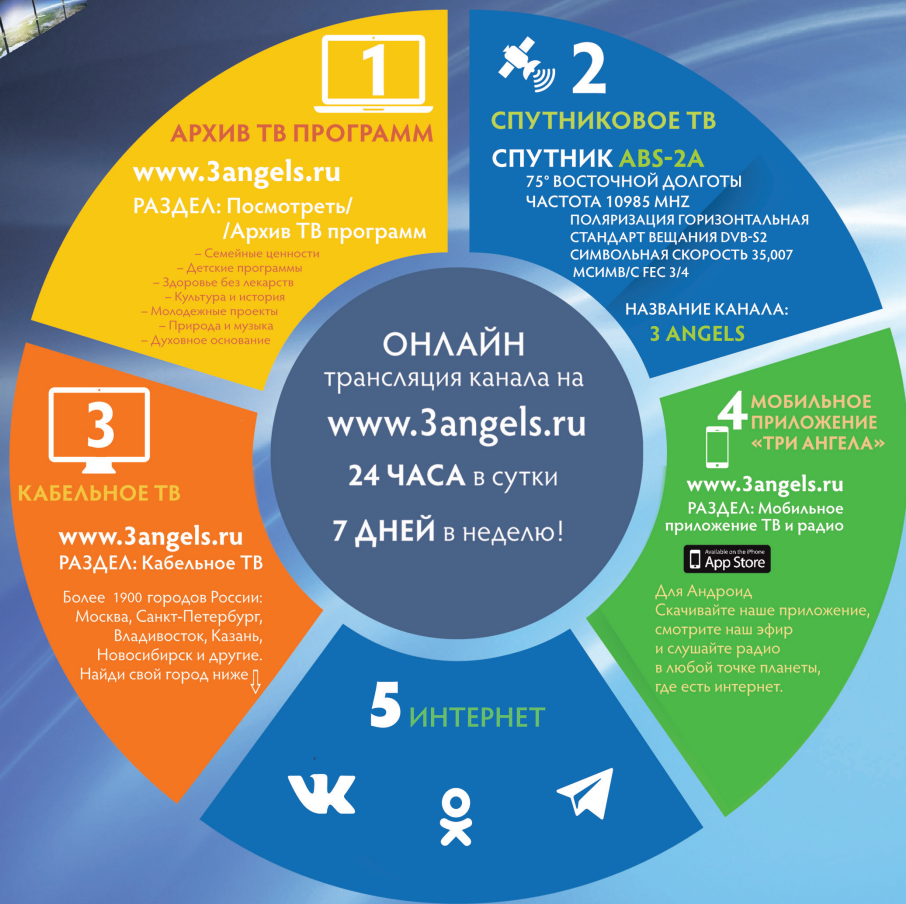 1
АРХИВ ТВ ПРОГРАММ
www.3angels.ru
РАЗДЕЛ: Посмотреть/
/Архив ТВ программ
– Семейные ценности
– Детские программы
– Здоровье без лекарств
– Культура и история
– Молодежные проекты
– Природа и музыка
– Духовное основание
2
СПУТНИКОВОЕ ТВ
СПУТНИК ABS-2A
75° ВОСТОЧНОЙ ДОЛГОТЫ
ЧАСТОТА 10985 MHZ
ПОЛЯРИЗАЦИЯ ГОРИЗОНТАЛЬНАЯ
СТАНДАРТ ВЕЩАНИЯ DVB-S2
СИМВОЛЬНАЯ СКОРОСТЬ 35,007
МСИМВ/С FEC 3/4
НАЗВАНИЕ КАНАЛА:
3 ANGELS
ОНЛАЙН
трансляция канала на
www.3angels.ru
24 ЧАСА в сутки
7 ДНЕЙ в неделю!
3
КАБЕЛЬНОЕ ТВ
www.3angels.ru
РАЗДЕЛ: Кабельное ТВ
Более 1900 городов России:
Москва, Санкт-Петербург,
Владивосток, Казань,
Новосибирск и другие.
Найди свой город ниже
4
МОБИЛЬНОЕ
ПРИЛОЖЕНИЕ
«ТРИ АНГЕЛА»
www.3angels.ru
РАЗДЕЛ: Мобильное
приложение ТВ и радио
Available on the iPhone
App Store
Для Андроид
Скачивайте наше приложение,
смотрите наш эфир
и слушайте радио
в любой точке планеты,
где есть интернет.
5 ИНТЕРНЕТ